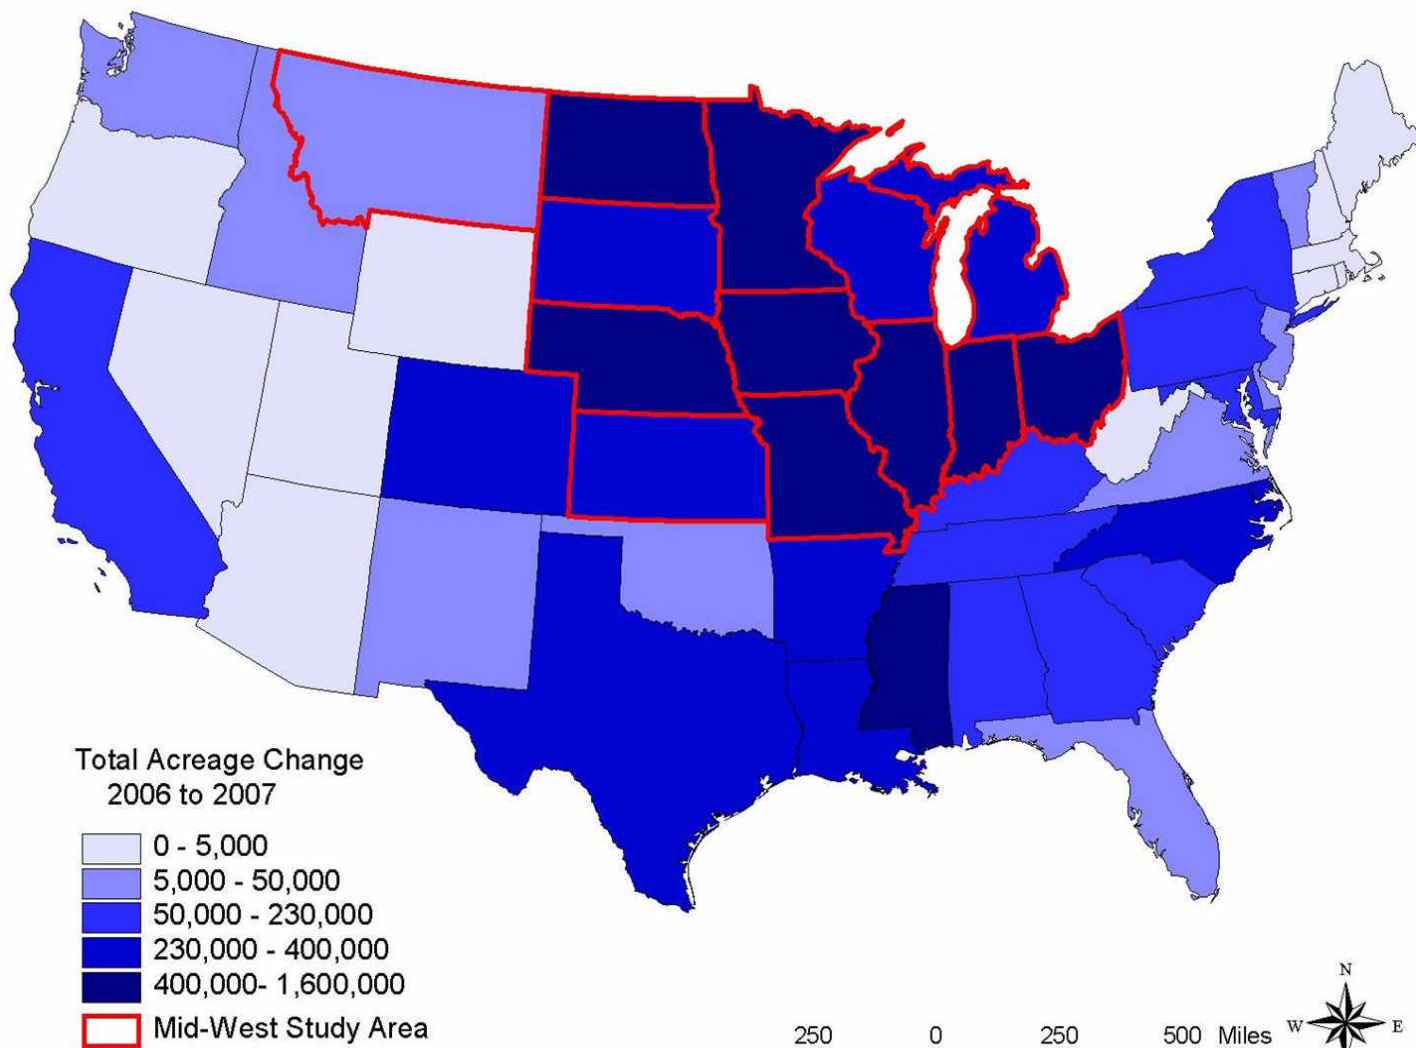 Total Acreage Change
2006 to 2007
0 - 5,000
5,000 - 50,000
50,000 - 230,000
230,000 - 400,000
400,000- 1,600,000
Mid-West Study Area
250 0 250 500 Miles
N
W E